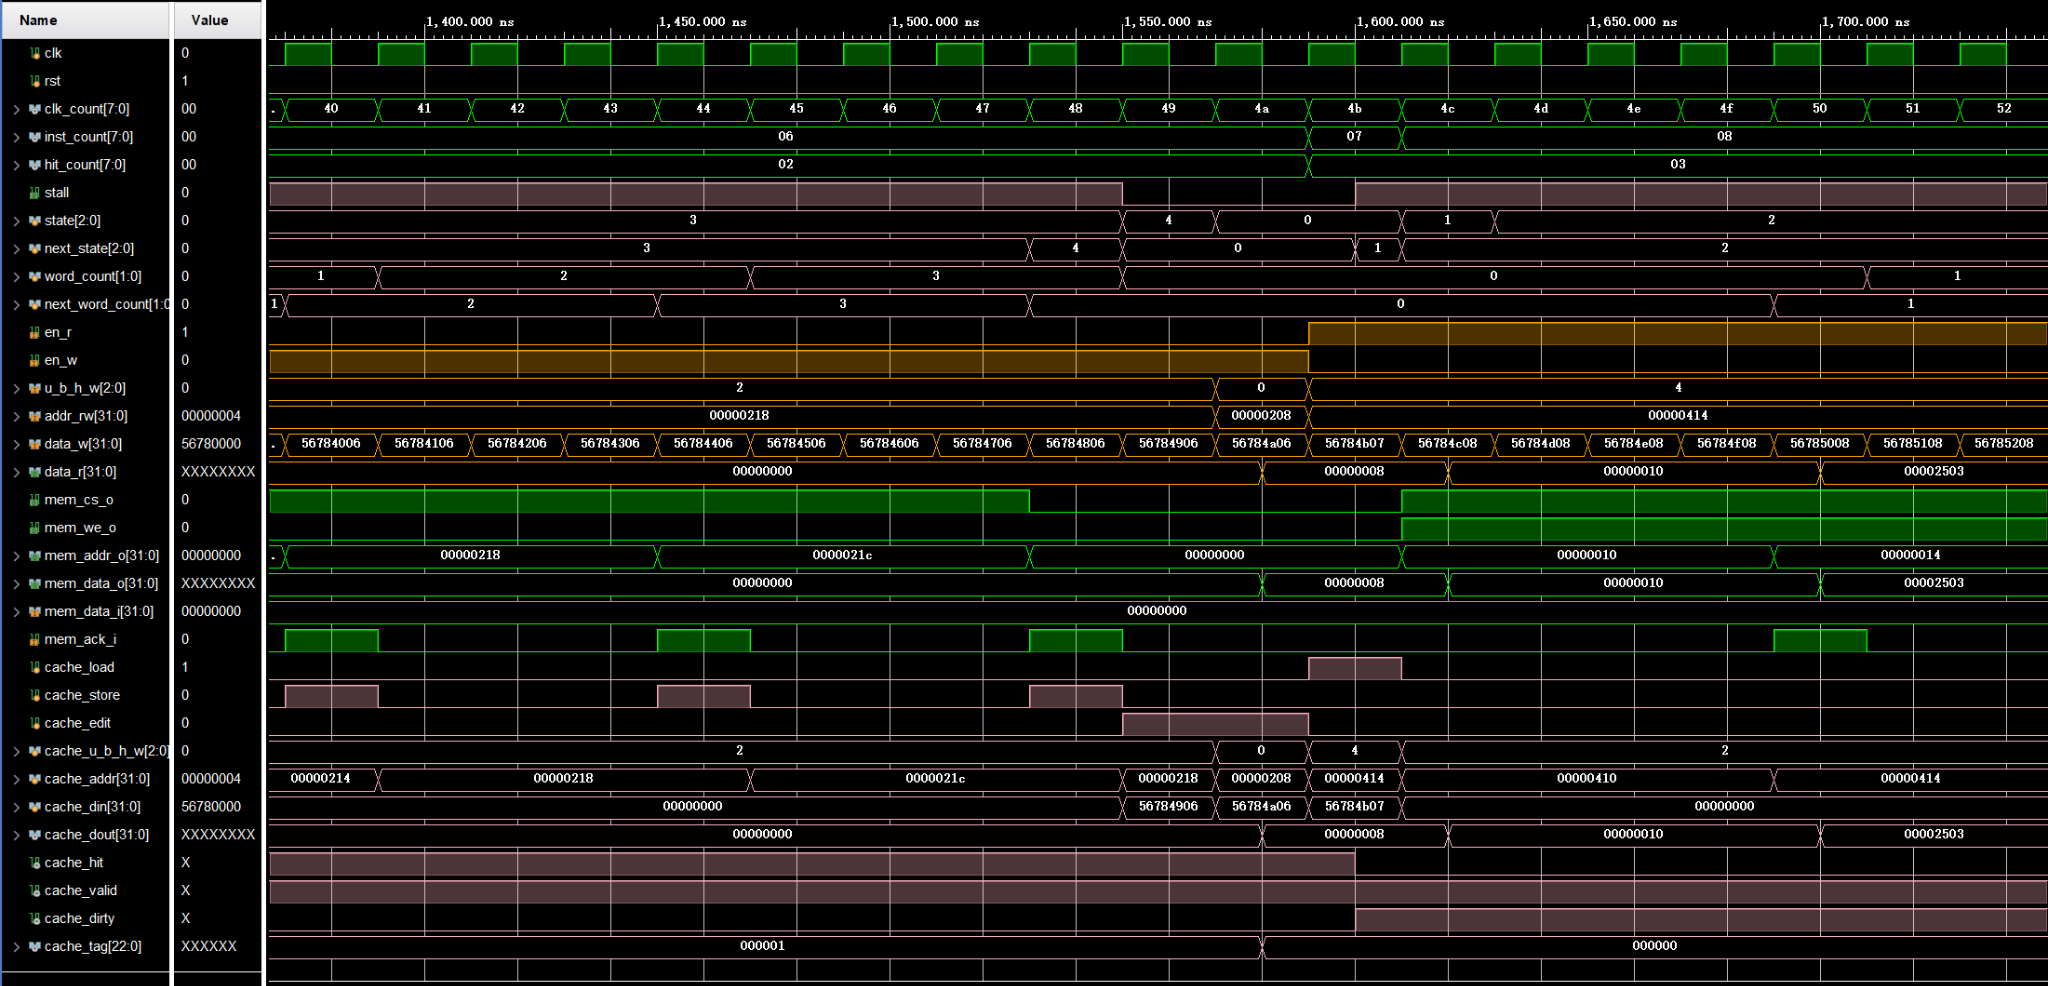 Name Value 1,400.000 ns 1,450.000 ns 1,500.000 ns 1,550.000 ns 1,600.000 ns 1,650.000 ns 1,700.000 ns
clk 0
rst 1
clk_count[7:0] 00 . 40 41 42 43 44 45 46 47 48 49 4a 4b 4c 4d 4e 4f 50 51 52
inst_count[7:0] 00 06 07 08
hit_count[7:0] 00 02 03
stall 0
state[2:0] 0 3 4 0 1 2
next_state[2:0] 0 3 4 0 1 2
word_count[1:0] 0 1 2 3 0 1
next_word_count[1:0 0 1 2 3 0 1
en_r 1
en_w 0
u_b_h_w[2:0] 0 2 0 4
addr_rw[31:0] 00000004 00000218 00000208 00000414
data_w[31:0] 56780000 . 56784006 56784106 56784206 56784306 56784406 56784506 56784606 56784706 56784806 56784906 56784a06 56784b07 56784c08 56784d08 56784e08 56784f08 56785008 56785108 56785208
data_r[31:0] XXXXXXXX 00000000 00000008 00000010 00002503
mem_cs_o 0
mem_we_o 0
mem_addr_o[31:0] 00000000 . 00000218 0000021c 00000000 00000010 00000014
mem_data_o[31:0] XXXXXXXX 00000000 00000008 00000010 00002503
mem_data_i[31:0] 00000000 00000000
mem_ack_i 0
cache_load 1
cache_store 0
cache_edit 0
cache_u_b_h_w[2:0] 0 2 0 4 2
cache_addr[31:0] 00000004 00000214 00000218 0000021c 00000218 00000208 00000414 00000410 00000414
cache_din[31:0] 56780000 00000000 56784906 56784a06 56784b07 00000000
cache_dout[31:0] XXXXXXXX 00000000 00000008 00000010 00002503
cache_hit X
cache_valid X
cache_dirty X
cache_tag[22:0] XXXXXX 000001 000000